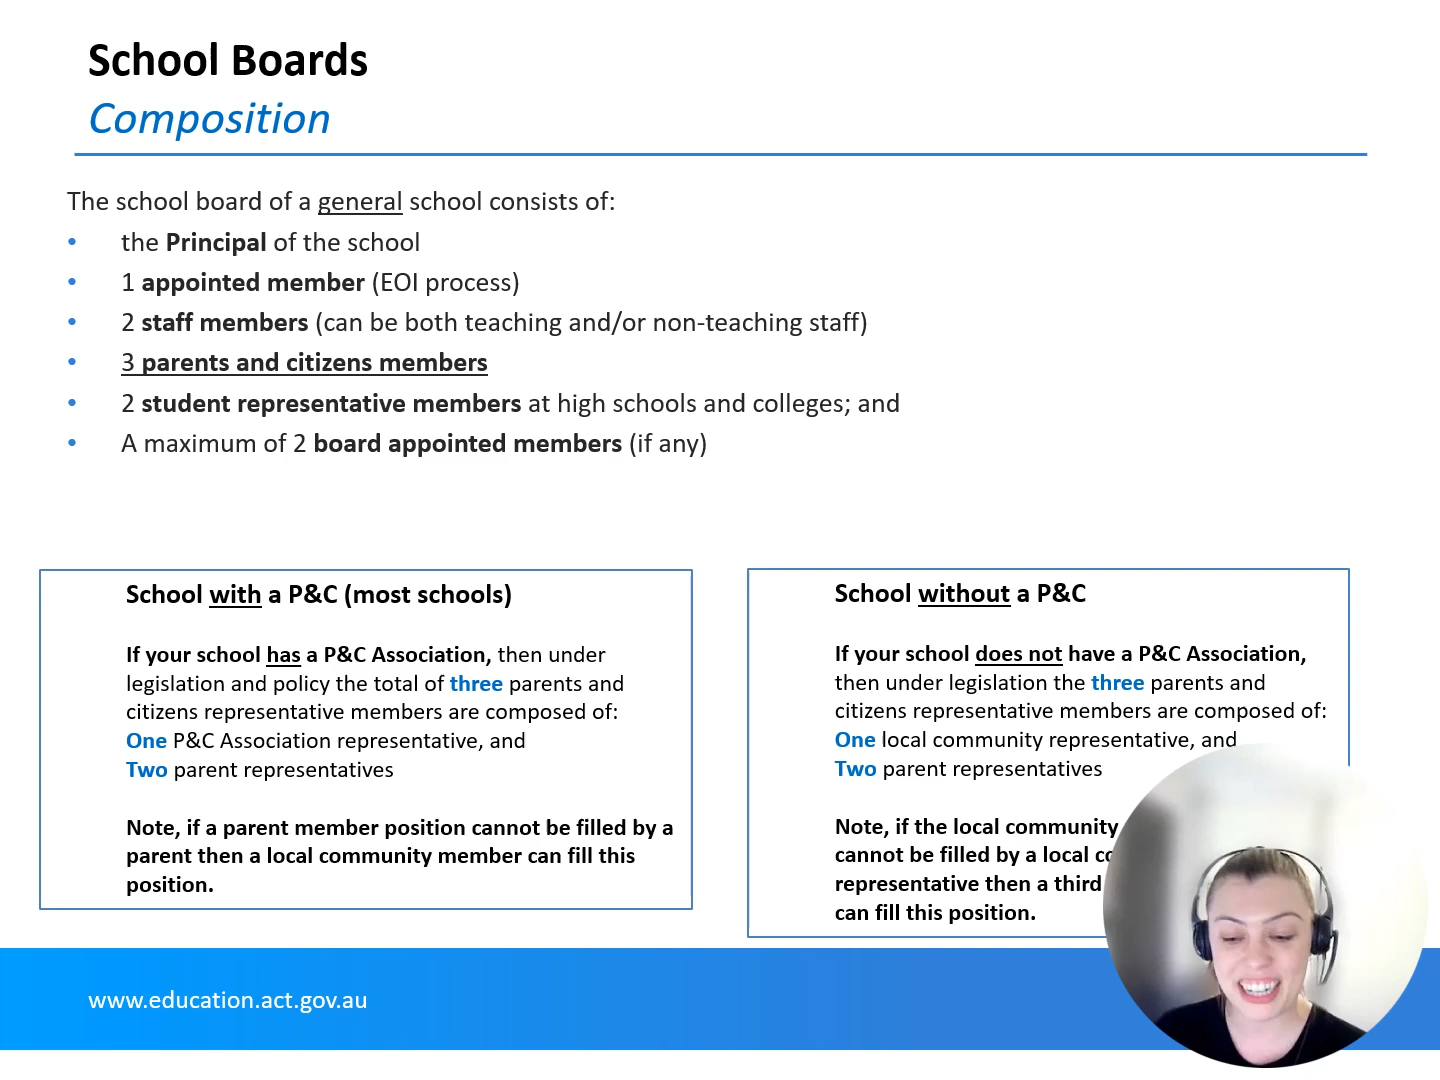 School Boards
Composition
The school board of a general school consists of:
• the Principal of the school
• 1 appointed member (EOI process)
• 2 staff members (can be both teaching and/or non-teaching staff)
• 3 parents and citizens members
• 2 student representative members at high schools and colleges; and
• A maximum of 2 board appointed members (if any)
School with a P&C (most schools)
If your school has a P&C Association, then under
legislation and policy the total of three parents and
citizens representative members are composed of:
One P&C Association representative, and
Two parent representatives
Note, if a parent member position cannot be filled by a
parent then a local community member can fill this
position.
School without a P&C
If your school does not have a P&C Association,
then under legislation the three parents and
citizens representative members are composed of:
One local community representative, and
Two parent representatives
Note, if the local community
cannot be filled by a local
representative then a third
can fill this position.
www.education.act.gov.au